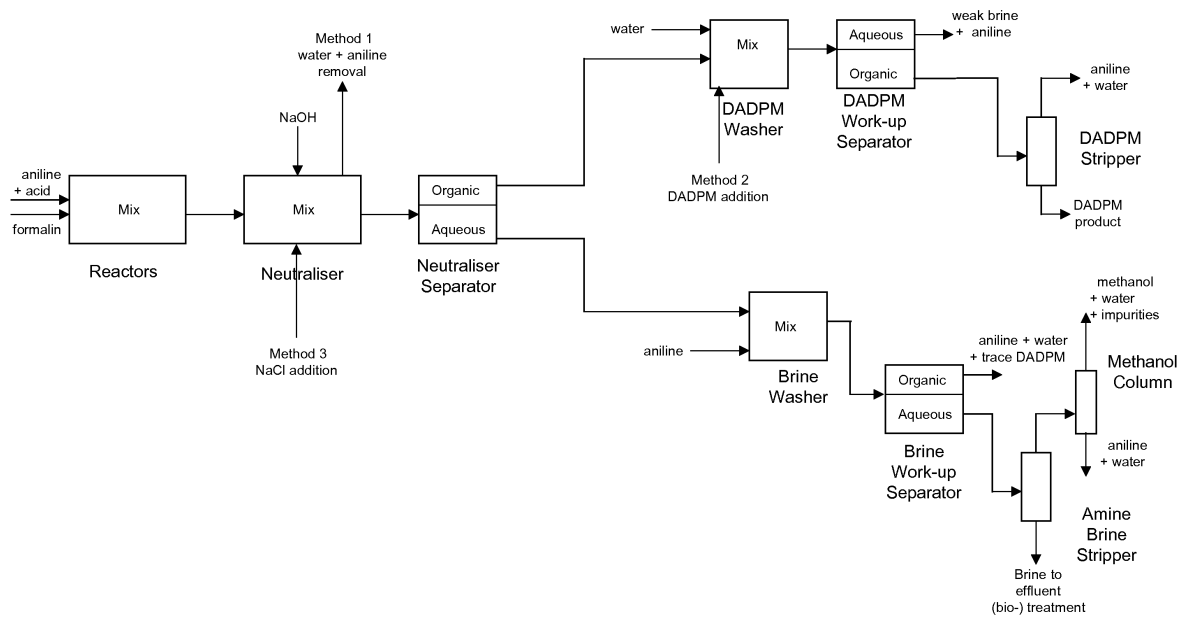 Method 1
water + aniline
removal
NaOH
aniline
+ acid
formalin
Mix
Reactors
Mix
Neutraliser
Method 3
NaCl addition
Organic
Aqueous
Neutraliser
Separator
water
Mix
DADPM
Washer
Method 2
DADPM addition
Aqueous
Organic
DADPM
Work-up
Separator
weak brine
+ aniline
aniline
+ water
DADPM
Stripper
DADPM
product
aniline
Mix
Brine
Washer
aniline + water
+ trace DADPM
Organic
Aqueous
Brine
Work-up
Separator
methanol
+ water
+ impurities
Methanol
Column
aniline
+ water
Amine
Brine
Stripper
Brine to
effluent
(bio-) treatment